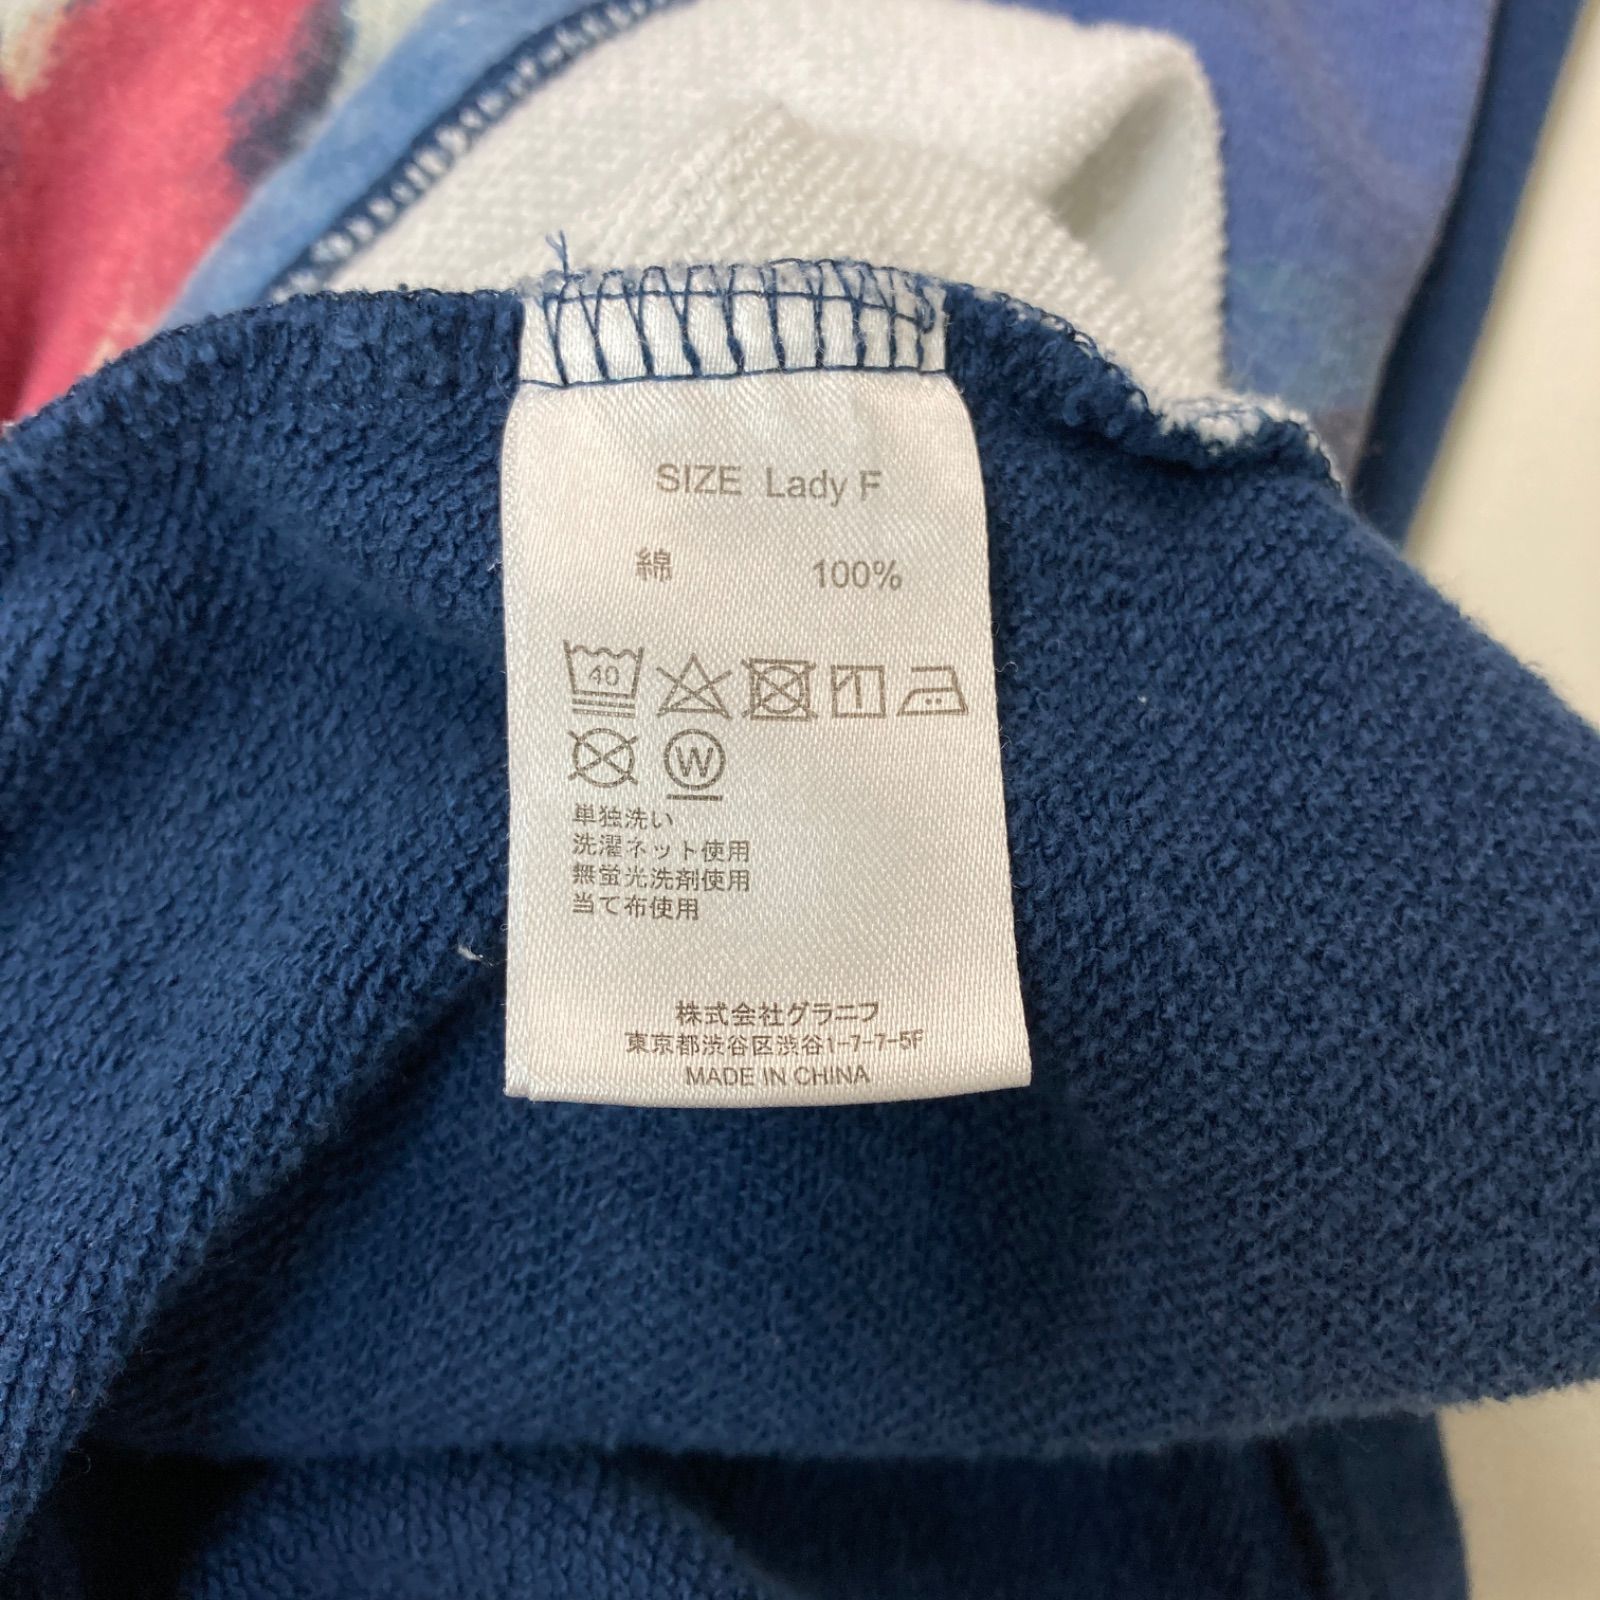 SIZE Lady F
綿 100%
40
W
単独洗い
洗濯ネット使用
無蛍光洗剤使用
当て布使用
株式会社グラニフ
東京都渋谷区渋谷1-7-7-5F
MADE IN CHINA